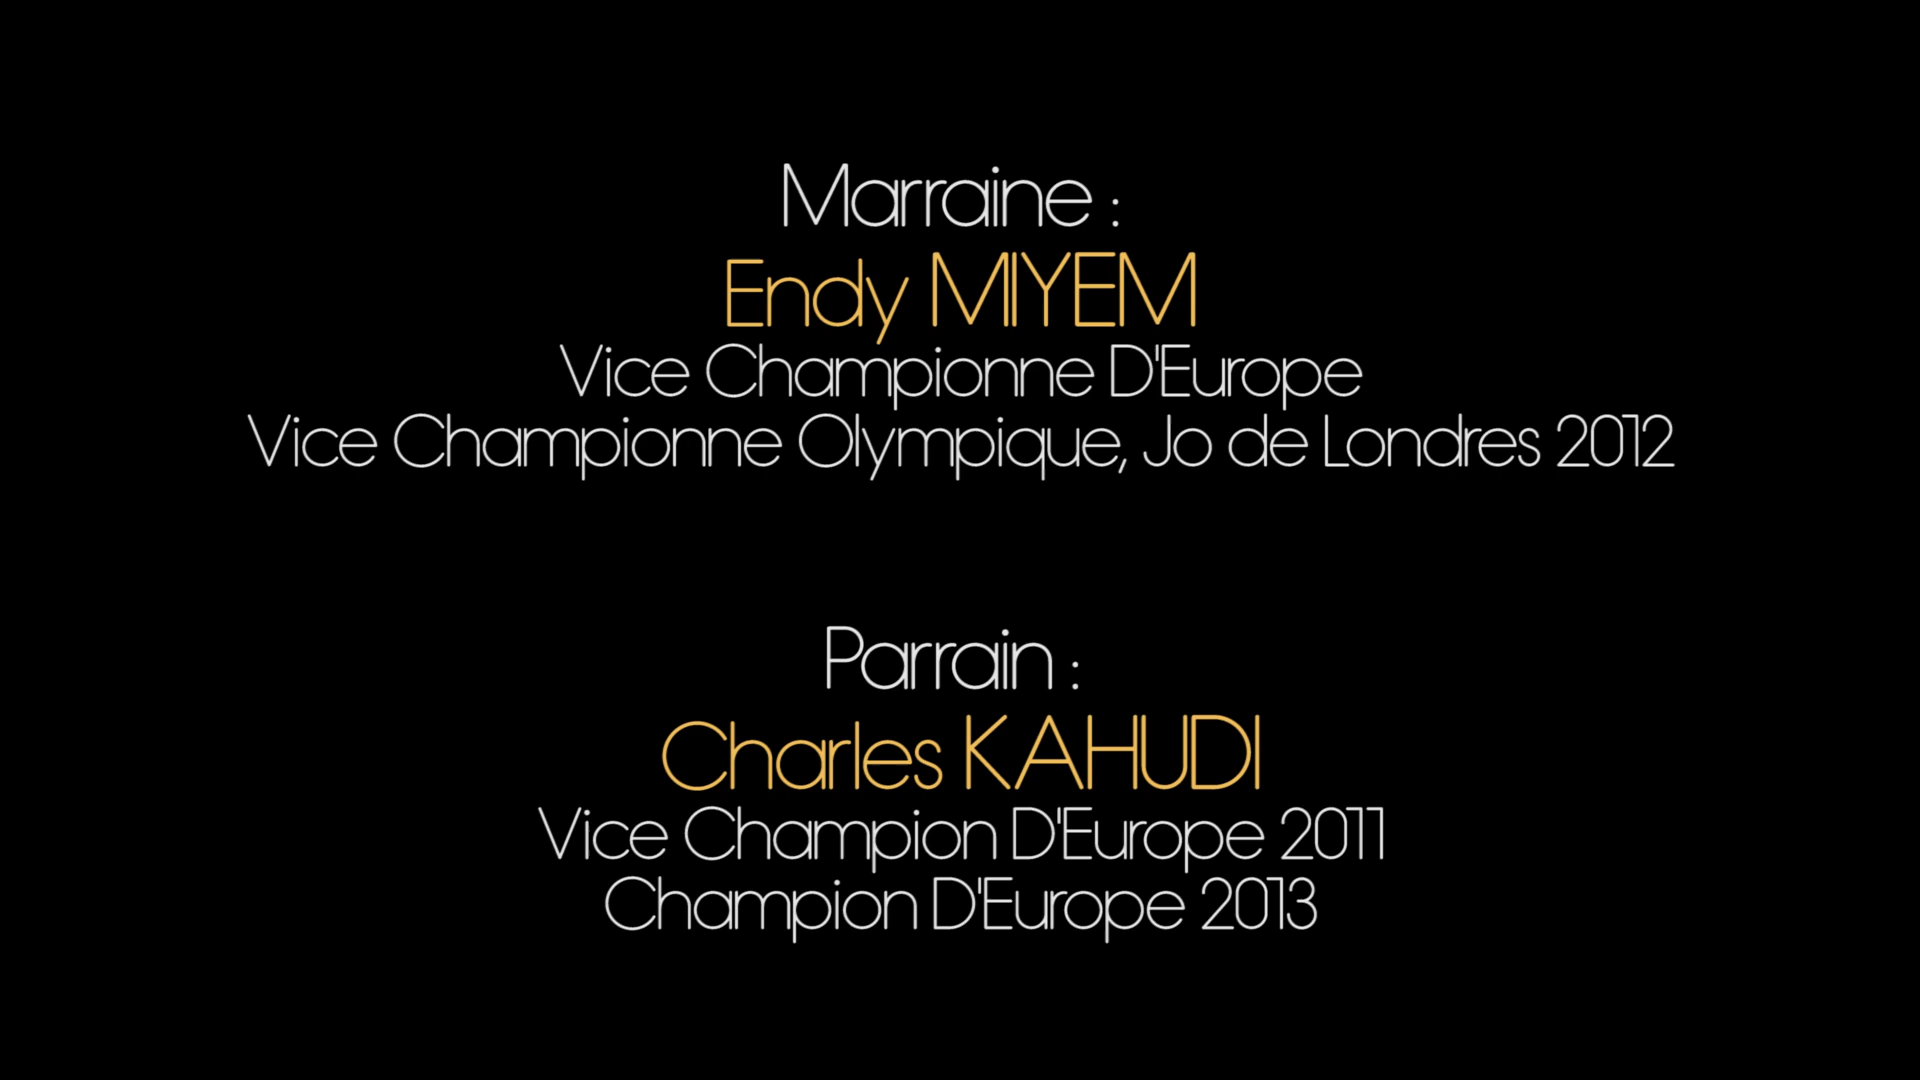 Marraine :
Endy MIYEM
Vice Championne D'Europe
Vice Championne Olympique, Jo de Londres 2012
Parrain :
Charles KAHUDI
Vice Champion D'Europe 2011
Champion D'Europe 2013